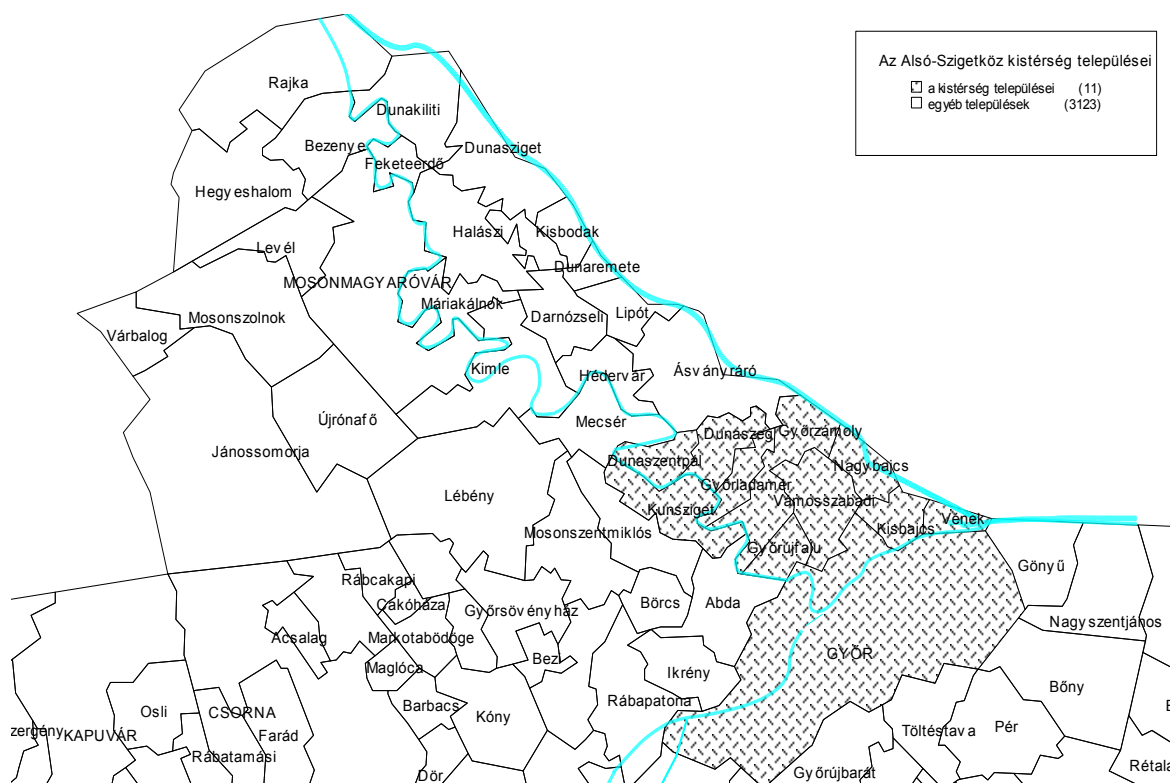 Az Alsó-Szigetköz kistérség települései
a kistérség települései (11)
egyéb települések (3123)
Rajka
Dunakiliti
Bezenye
Dunasziget
Feketeerdő
Hegyeshalom
Halászi
Kisbodak
Levél
Dunaremete
MOSONMAGYARÓVÁR
Máriakálnok
Mosonszolnok
Darnózseli
Lipót
Várbalog
Kimle
Hédervár
Ásványráró
Újrónafő
Mecsér
Jánossomorja
Dunaszeg
Győrzámoly
Dunaszentpál
Nagybajcs
Győrladamér
Lébény
Vámosszabadi
Kunsziget
Vének
Kisbajcs
Mosonszentmiklós
Győrújfalu
Gönyű
Rábcakapi
Cakóháza
Győrsövényház
Börcs
Abda
Nagyszentjános
Acsalag
Markotabödöge
Bez
GYŐR
Maglóca
Ikrény
Bőny
Rábapatona
Barbacs
Kóny
Osli
CSORNA
Pér
Töltéstava
zergény
KAPUVÁR
Farád
Rábatamási
Dör
Győrújbarát
Rétala